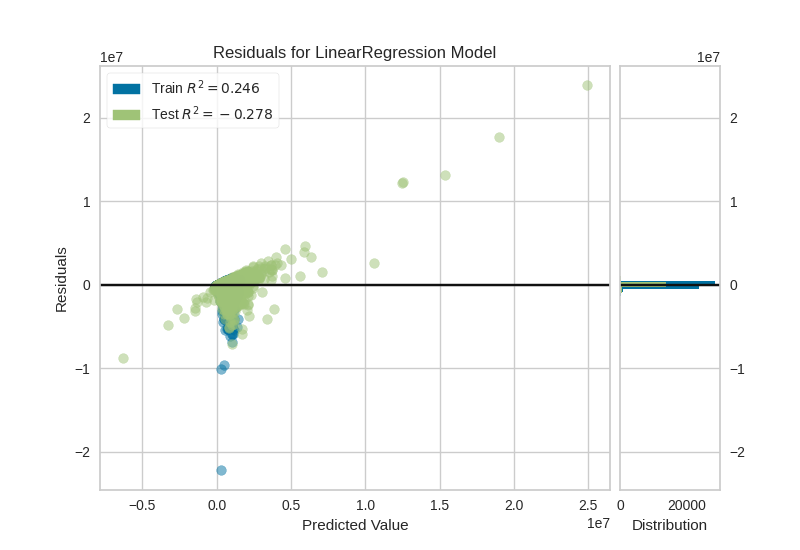 Residuals for LinearRegression Model
1e7
1e7
Train R² = 0.246
Test R² = −0.278
2
1
0
−1
−2
Residuals
2
1
0
−1
−2
−0.5
0.0
0.5
1.0
1.5
2.0
2.5
1e7
0
20000
Predicted Value
Distribution